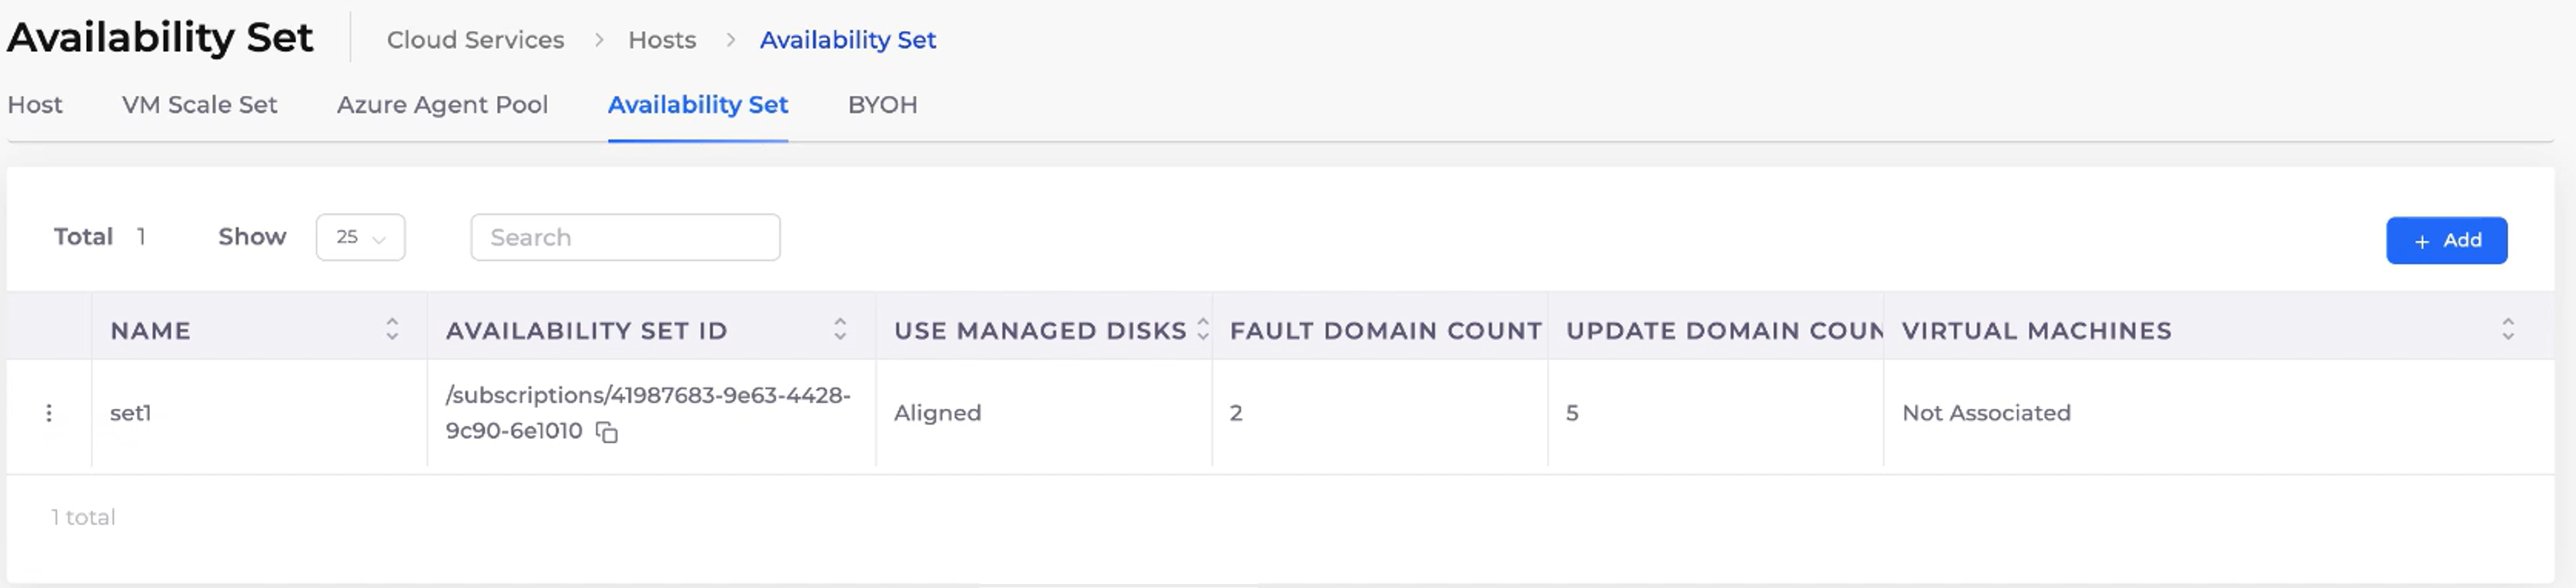 Availability Set
Cloud Services > Hosts > Availability Set
Host VM Scale Set Azure Agent Pool Availability Set BYOH
Total 1 Show 25 Search + Add
NAME AVAILABILITY SET ID USE MANAGED DISKS FAULT DOMAIN COUNT UPDATE DOMAIN COUN VIRTUAL MACHINES
set1 /subscriptions/41987683-9e63-4428- Aligned 2 5 Not Associated
9c90-6e1010
1 total